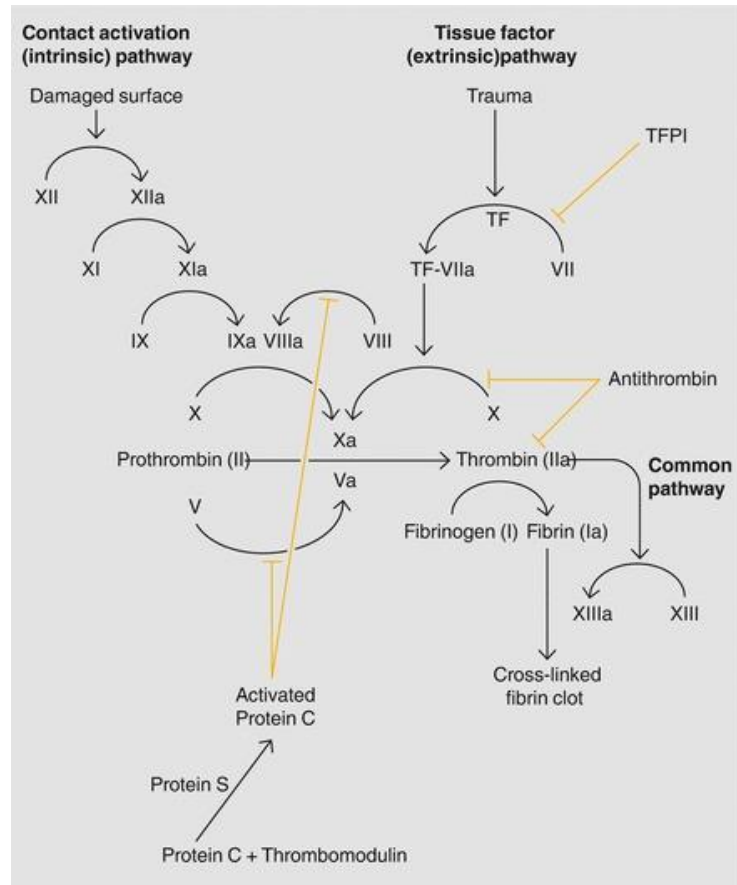 Contact activation
(intrinsic) pathway
Tissue factor
(extrinsic)pathway
Damaged surface
Trauma
TFPI
XII
XIIa
TF
XI
XIa
TF-VIIa
VII
IX
IXa
VIIIa
VIII
Antithrombin
X
X
Xa
Prothrombin (II)
Thrombin (IIa)
Common
pathway
Va
V
Fibrinogen (I)
Fibrin (Ia)
XIIIa
XIII
Cross-linked
fibrin clot
Activated
Protein C
Protein S
Protein C + Thrombomodulin